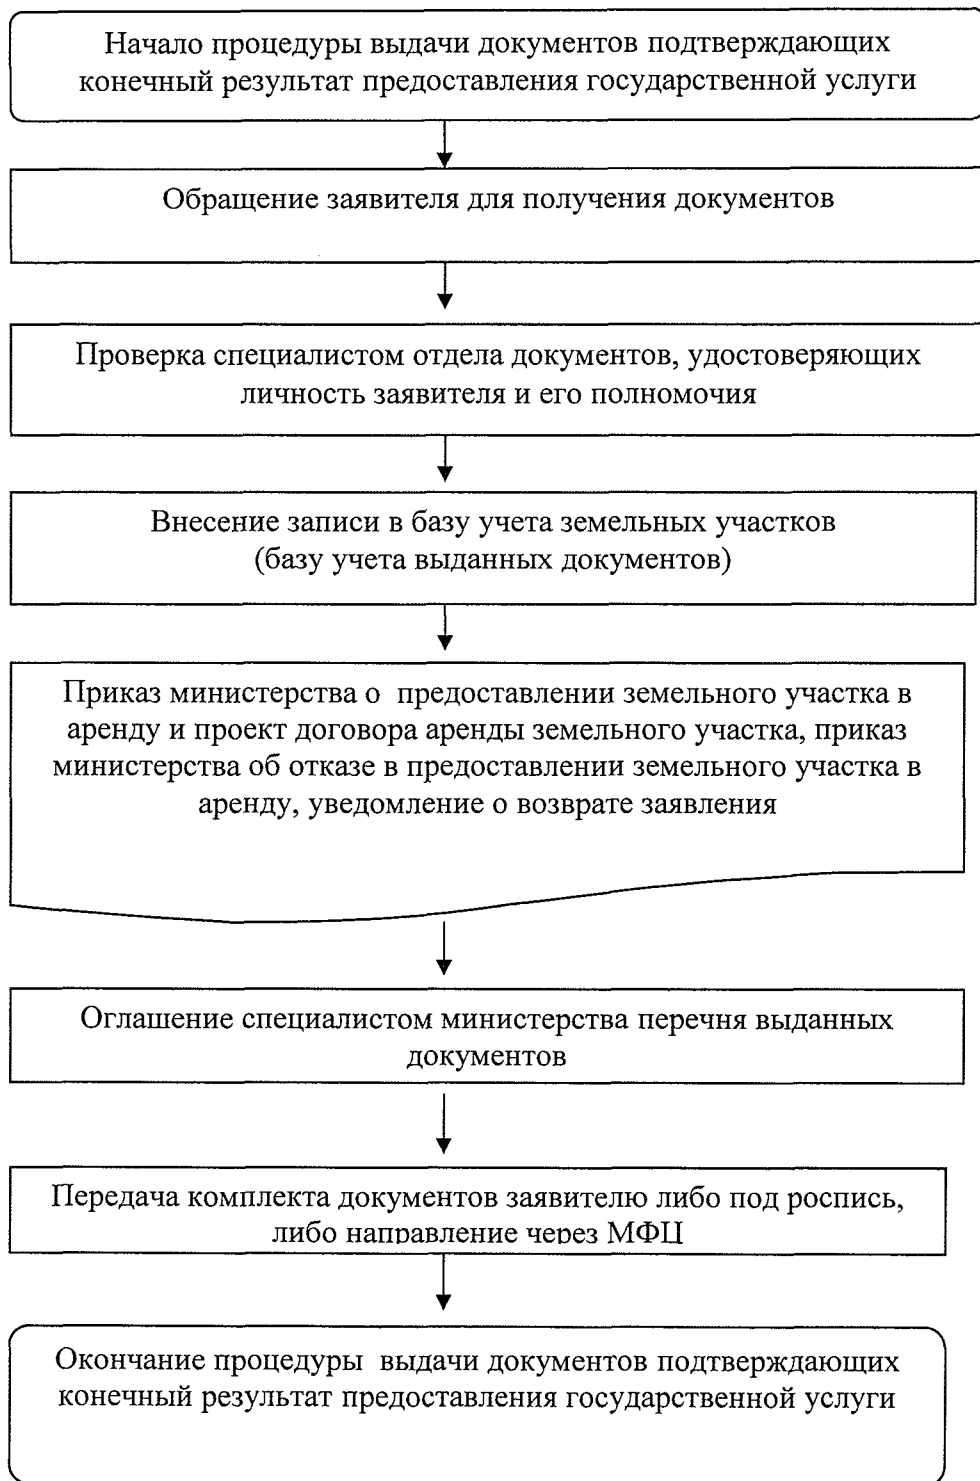 Начало процедуры выдачи документов подтверждающих
конечный результат предоставления государственной услуги
Обращение заявителя для получения документов
Проверка специалистом отдела документов, удостоверяющих
личность заявителя и его полномочия
Внесение записи в базу учета земельных участков
(базу учета выданных документов)
Приказ министерства о предоставлении земельного участка в
аренду и проект договора аренды земельного участка, приказ
министерства об отказе в предоставлении земельного участка в
аренду, уведомление о возврате заявления
Оглашение специалистом министерства перечня выданных
документов
Передача комплекта документов заявителю либо под роспись,
либо направление через МФЦ
Окончание процедуры выдачи документов подтверждающих
конечный результат предоставления государственной услуги